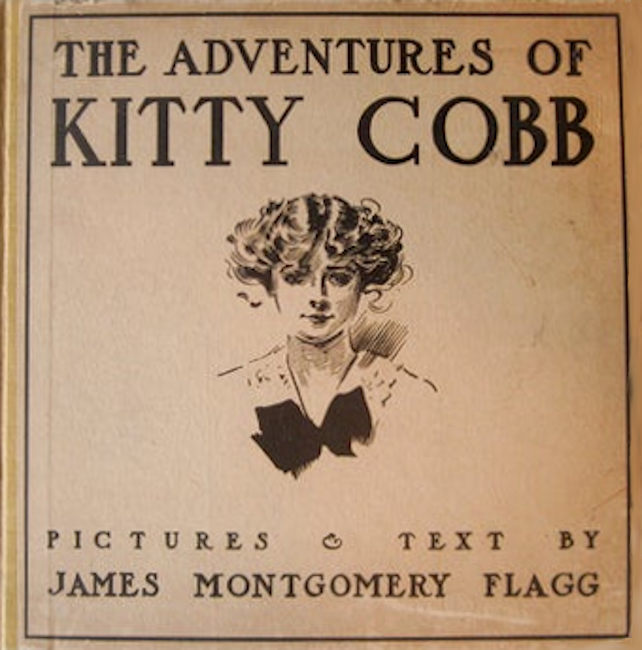 THE ADVENTURES OF
KITTY COBB
PICTURES & TEXT BY
JAMES MONTGOMERY FLAGG